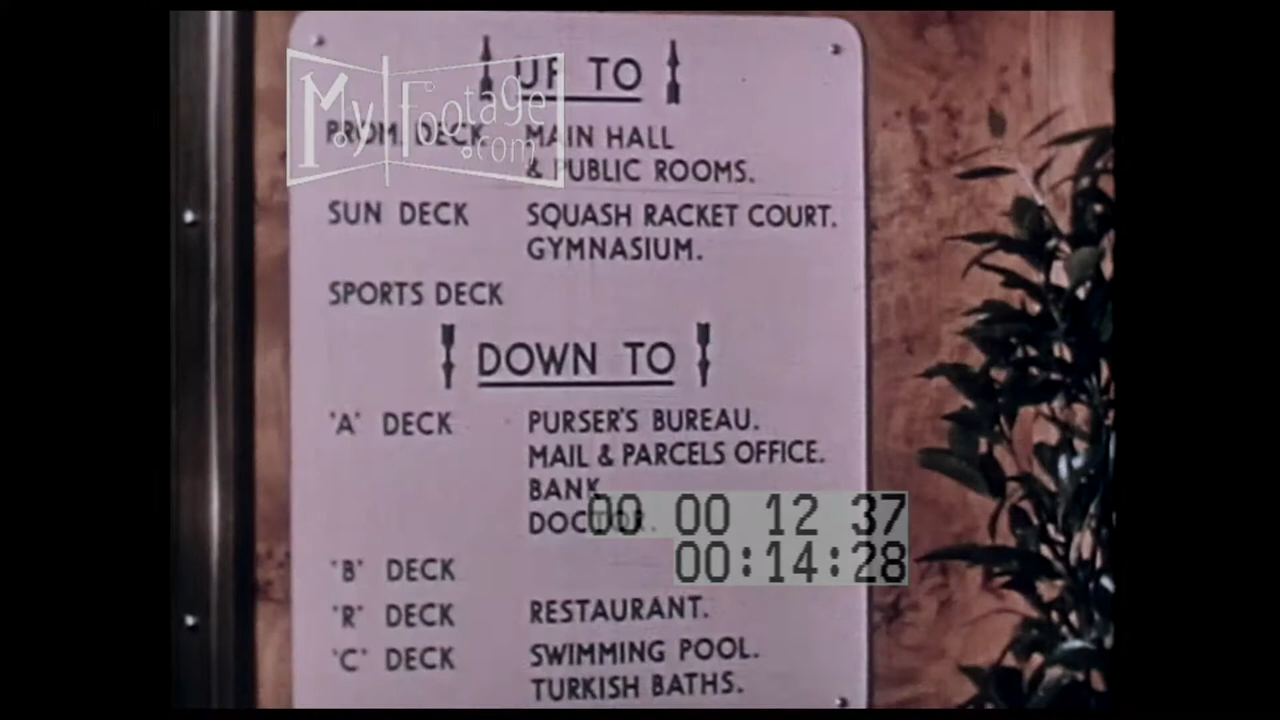 UP TO
PROM. DECK MAIN HALL
& PUBLIC ROOMS.
SUN DECK SQUASH RACKET COURT.
GYMNASIUM.
SPORTS DECK
DOWN TO
'A' DECK PURSER'S BUREAU.
MAIL & PARCELS OFFICE.
BANK
DOCTOR.
'B' DECK
'R' DECK RESTAURANT.
'C' DECK SWIMMING POOL.
TURKISH BATHS.
MyFootage.com
00 00 12 37
00:14:28